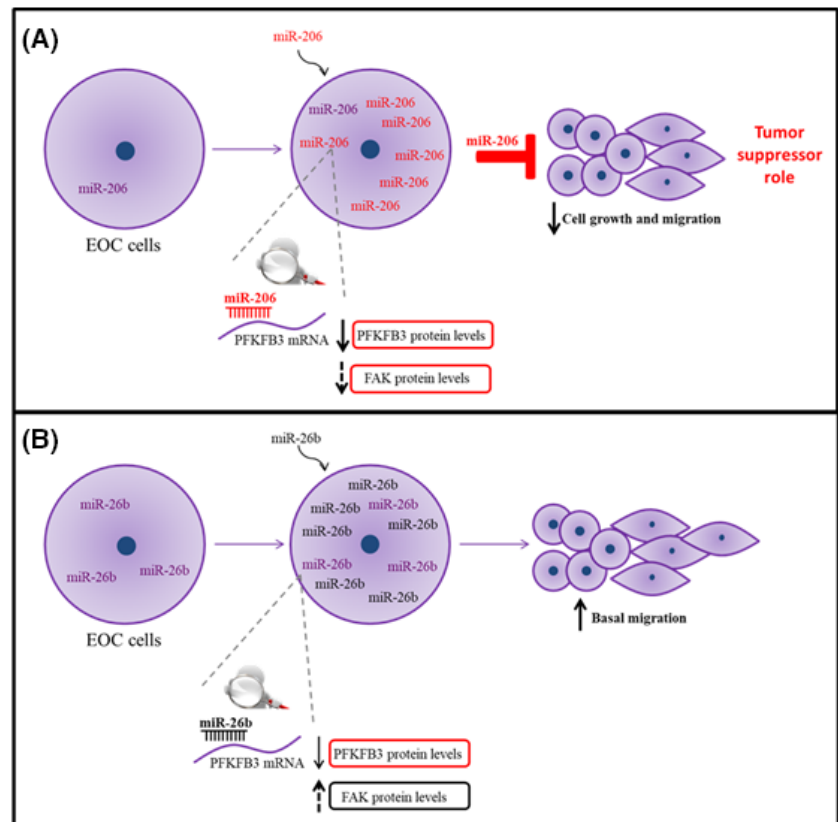 (A)
miR-206
miR-206
miR-206
miR-206
miR-206
miR-206
miR-206
miR-206
miR-206
miR-206
Tumor
suppressor
role
Cell growth and migration
EOC cells
miR-206
PFKFB3 mRNA
PFKFB3 protein levels
FAK protein levels
(B)
miR-26b
miR-26b
miR-26b
miR-26b
miR-26b
miR-26b
miR-26b
miR-26b
miR-26b
miR-26b
miR-26b
miR-26b
miR-26b
Basal migration
EOC cells
miR-26b
PFKFB3 mRNA
PFKFB3 protein levels
FAK protein levels